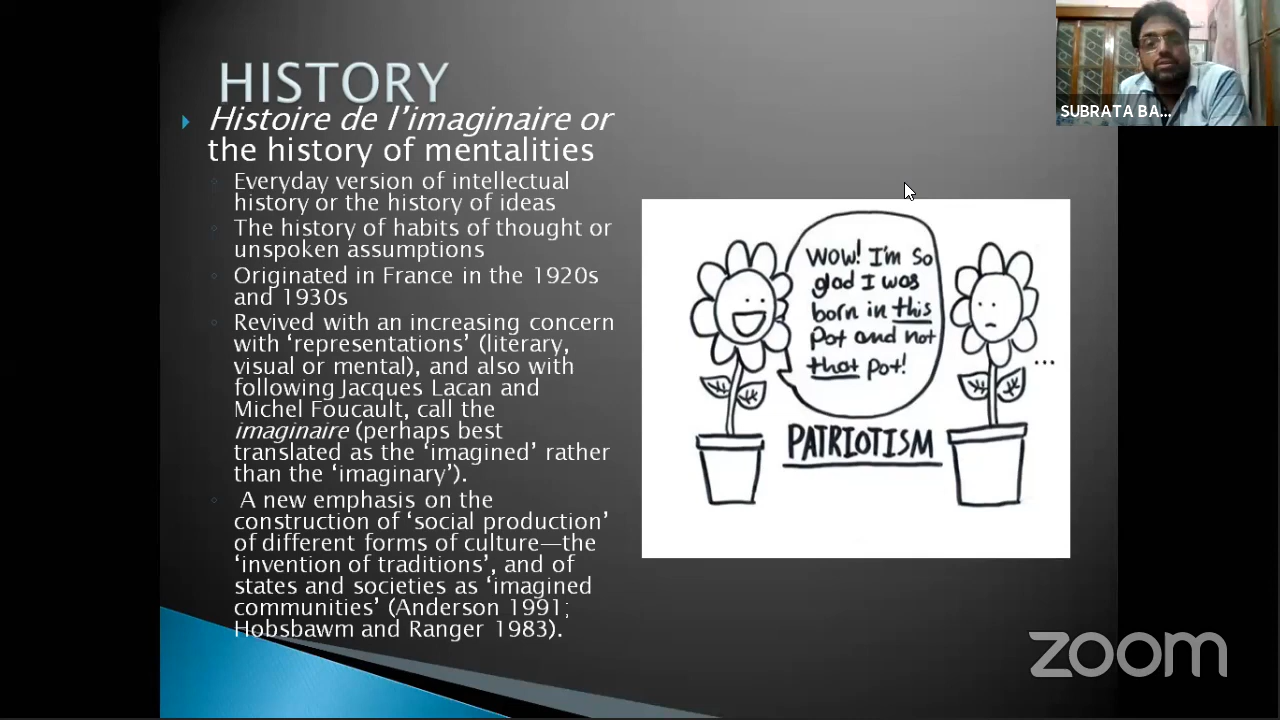 HISTORY
Histoire de l’imaginaire or
the history of mentalities
Everyday version of intellectual
history or the history of ideas
The history of habits of thought or
unspoken assumptions
Originated in France in the 1920s
and 1930s
Revived with an increasing concern
with ‘representations’ (literary,
visual or mental), and also with
following Jacques Lacan and
Michel Foucault, call the
imaginaire (perhaps best
translated as the ‘imagined’ rather
than the ‘imaginary’).
A new emphasis on the
construction of ‘social production’
of different forms of culture—the
‘invention of traditions’, and of
states and societies as ‘imagined
communities’ (Anderson 1991;
Hobsbawm and Ranger 1983).
WOW! I'm So
glad I was
born in this
Pot and not
that pot!
...
PATRIOTISM
SUBRATA BA...
zoom